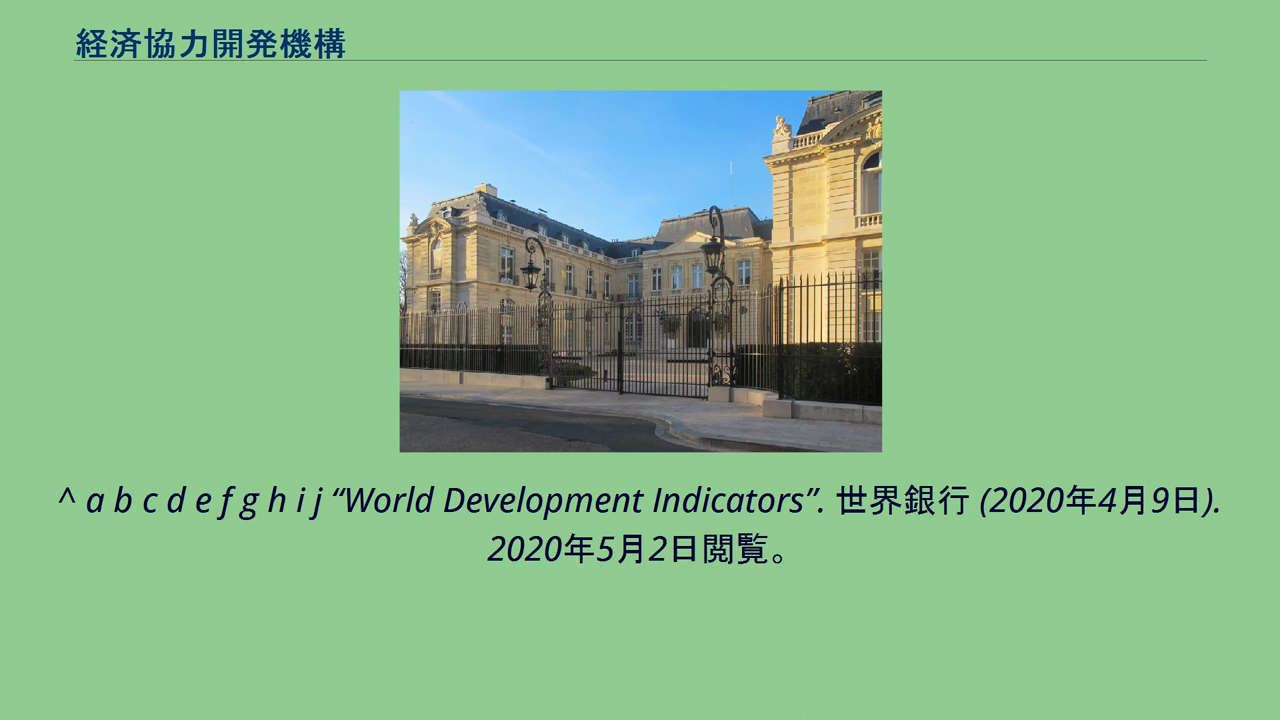 経済協力開発機構
^ a b c d e f g h i j “World Development Indicators”. 世界銀行 (2020年4月9日).
2020年5月2日閲覧。